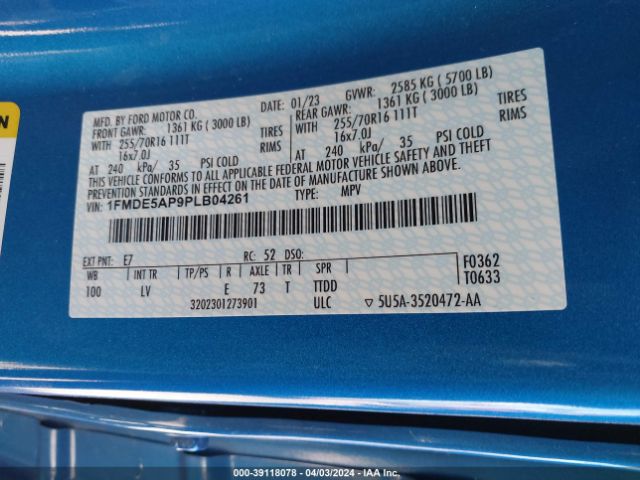 ON
MFD. BY FORD MOTOR CO.
DATE: 01/23 GVWR: 2585 KG ( 5700 LB)
FRONT GAWR: 1361 KG ( 3000 LB)
REAR GAWR: 1361 KG ( 3000 LB)
WITH 255/70R16 111T TIRES
255/70R16 111T TIRES
16x7.0J RIMS
WITH 16x7.0J RIMS
AT 240 kPa/ 35 PSI COLD
AT 240 kPa/ 35 PSI COLD
THIS VEHICLE CONFORMS TO ALL APPLICABLE FEDERAL MOTOR VEHICLE SAFETY AND THEFT
PREVENTION STANDARDS IN EFFECT ON THE DATE OF MANUFACTURE SHOWN ABOVE.
VIN: 1FMDE5AP9PLB04261 TYPE: MPV
EXT PNT: E7 RC: 52 DSO: F0362
WB INT TR TP/PS R AXLE TR SPR T0633
100 LV E 73 T TTDD
3202301273901 ULC ▽ 5U5A-3520472-AA
000-39118078 | 04/03/2024 | IAA Inc.